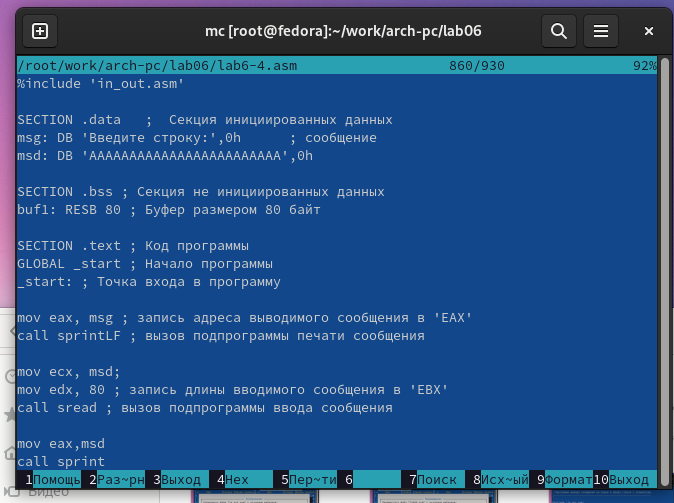 mc [root@fedora]:~/work/arch-pc/lab06
/root/work/arch-pc/lab06/lab6-4.asm 860/930 92%
%include 'in_out.asm'
SECTION .data ; Секция инициированных данных
msg: DB 'Введите строку:',0h ; сообщение
msd: DB 'AAAAAAAAAAAAAAAAAAAAAAAA',0h
SECTION .bss ; Секция не инициированных данных
buf1: RESB 80 ; Буфер размером 80 байт
SECTION .text ; Код программы
GLOBAL _start ; Начало программы
_start: ; Точка входа в программу
mov eax, msg ; запись адреса выводимого сообщения в 'EAX'
call sprintLF ; вызов подпрограммы печати сообщения
mov ecx, msd;
mov edx, 80 ; запись длины вводимого сообщения в 'EBX'
call sread ; вызов подпрограммы ввода сообщения
mov eax,msd
call sprint
1Помощь 2Раз~рн 3Выход 4Hex 5Пер~ти 6 7Поиск 8Исх~ый 9Формат 10Выход
Видео